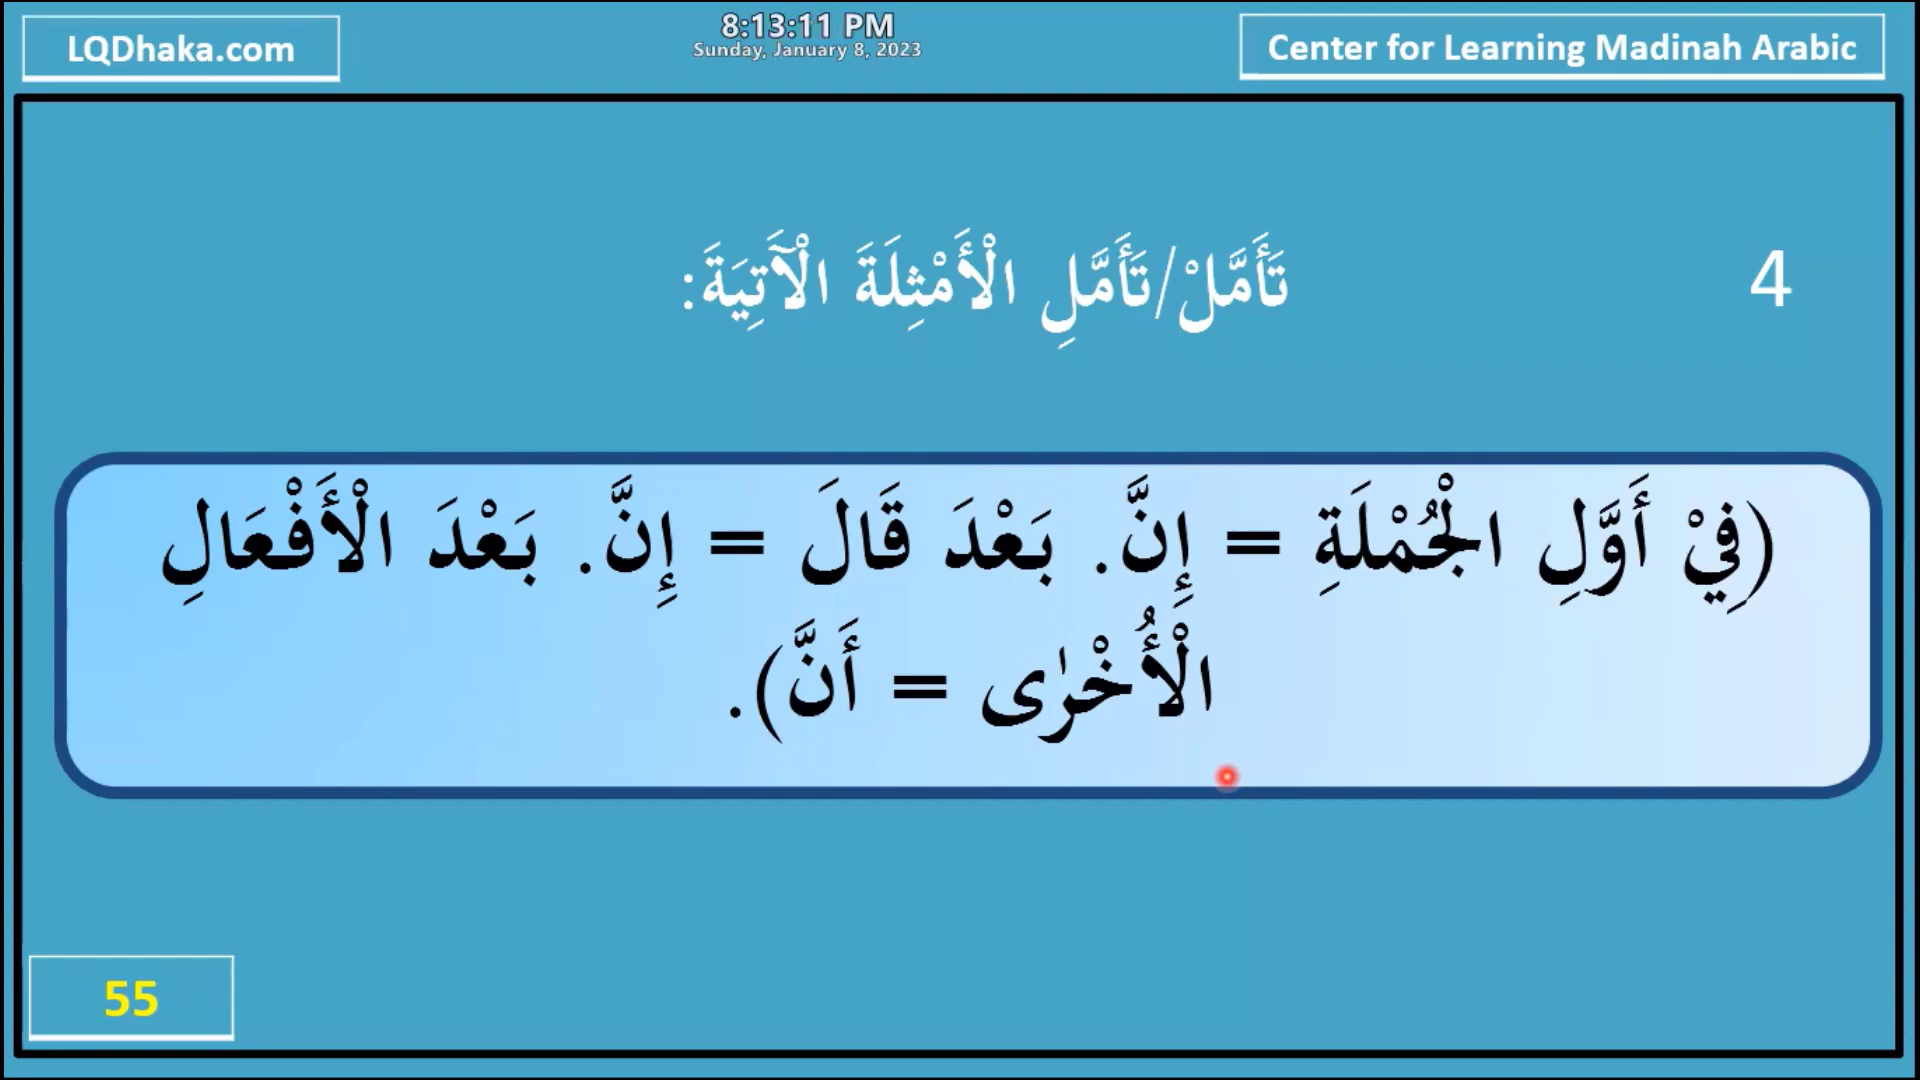 LQDhaka.com
8:13:11 PM
Sunday, January 8, 2023
Center for Learning Madinah Arabic
4
تَأَمَّلْ/تَأَمَّلِ الْأَمْثِلَةَ الْآتِيَةَ:
(فِيْ أَوَّلِ الْجُمْلَةِ = إِنَّ. بَعْدَ قَالَ = إِنَّ. بَعْدَ الْأَفْعَالِ
الْأُخْرٰى = أَنَّ).
55